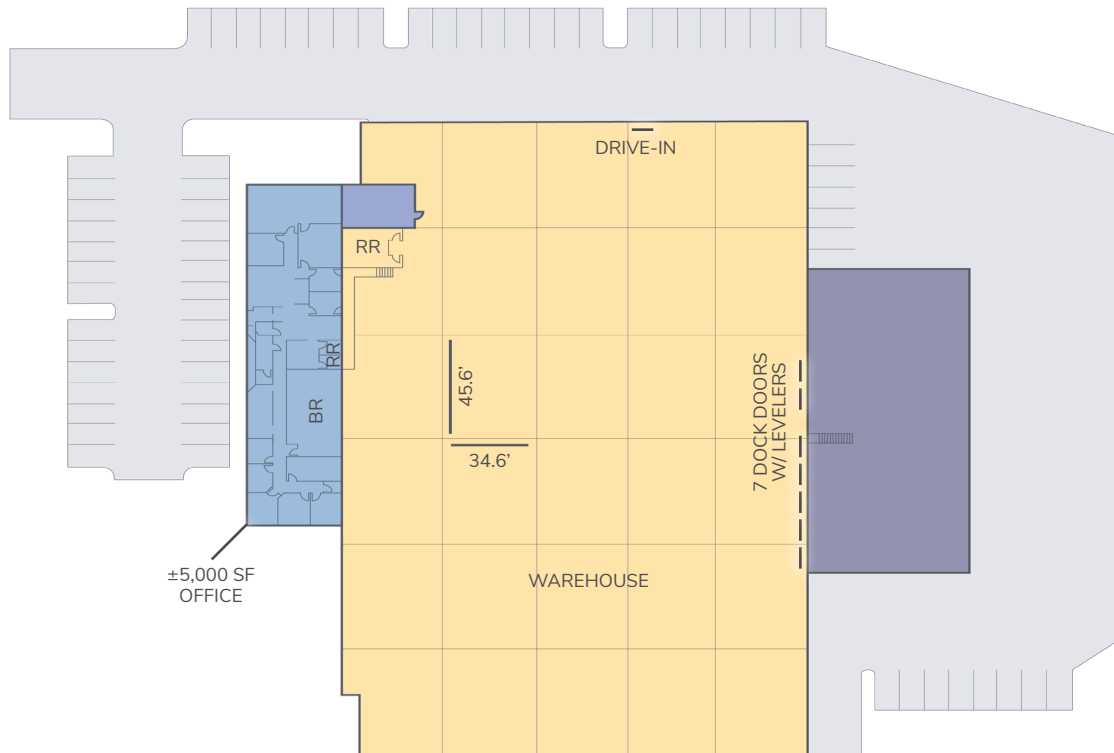 DRIVE-IN
RR
RR
45.6’
7 DOCK DOORS
W/ LEVELERS
BR
34.6’
±5,000 SF
OFFICE
WAREHOUSE